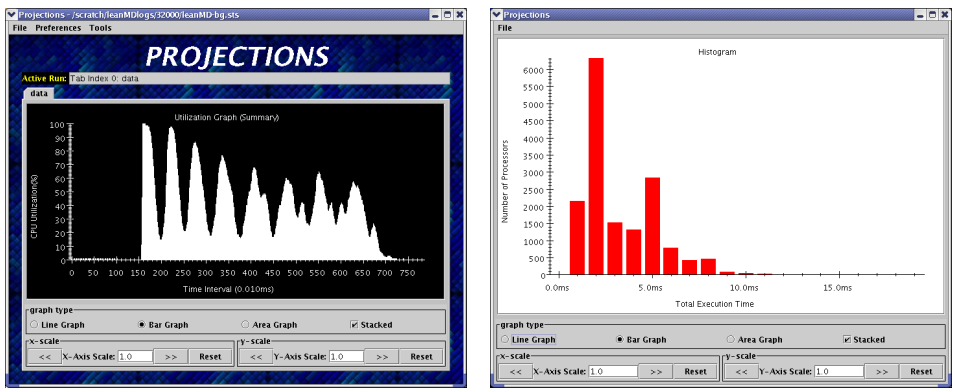 Projections - /scratch/leanMDlogs/32000/leanMD-bg.sts
File Preferences Tools
PROJECTIONS
Active Run: Tab Index 0: data
data
Utilization Graph (Summary)
CPU Utilization(%)
100
90
80
70
60
50
40
30
20
10
0
0 50 100 150 200 250 300 350 400 450 500 550 600 650 700 750
Time Interval (0.010ms)
graph type
Line Graph Bar Graph Area Graph Stacked
x-scale y-scale
<< X-Axis Scale: 1.0 >> Reset << Y-Axis Scale: 1.0 >> Reset
Projections
File
Histogram
Number of Processors
6000
5500
5000
4500
4000
3500
3000
2500
2000
1500
1000
500
0
0.0ms 5.0ms 10.0ms 15.0ms
Total Execution Time
graph type
Line Graph Bar Graph Area Graph Stacked
x-scale y-scale
<< X-Axis Scale: 1.0 >> Reset << Y-Axis Scale: 1.0 >> Reset